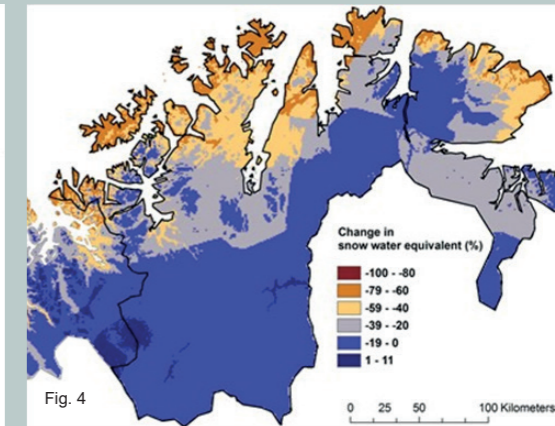 Change in
snow water equivalent (%)
-100 - -80
-79 - -60
-59 - -40
-39 - -20
-19 - 0
1 - 11
Fig. 4
0 25 50 100 Kilometers